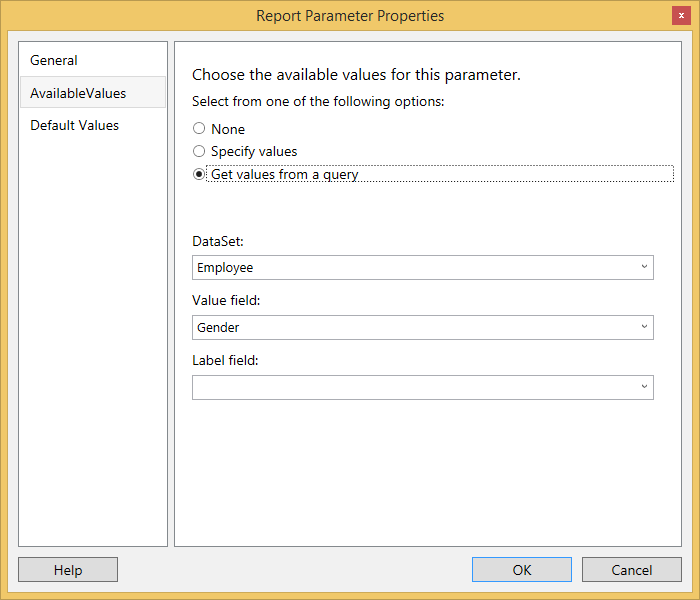 Report Parameter Properties
x
General
AvailableValues
Default Values
Choose the available values for this parameter.
Select from one of the following options:
None
Specify values
Get values from a query
DataSet:
Employee
Value field:
Gender
Label field:
Help
OK
Cancel